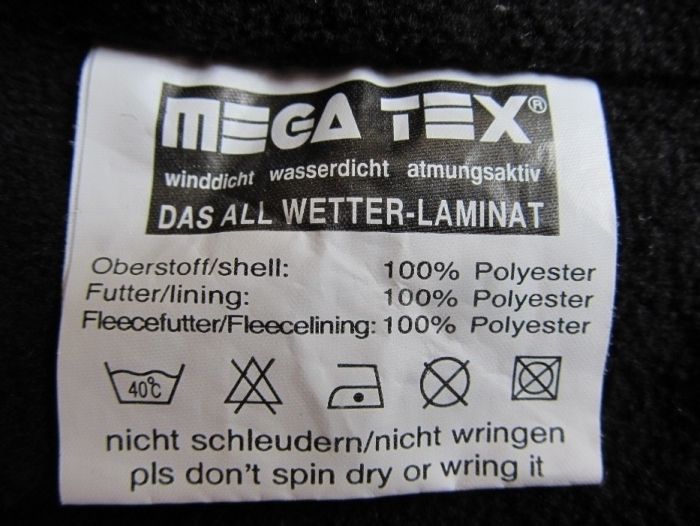 MEGA TEX®
winddicht wasserdicht atmungsaktiv
DAS ALL WETTER-LAMINAT
Oberstoff/shell: 100% Polyester
Futter/lining: 100% Polyester
Fleecefutter/Fleecelining: 100% Polyester
40°C
nicht schleudern/nicht wringen
pls don't spin dry or wring it